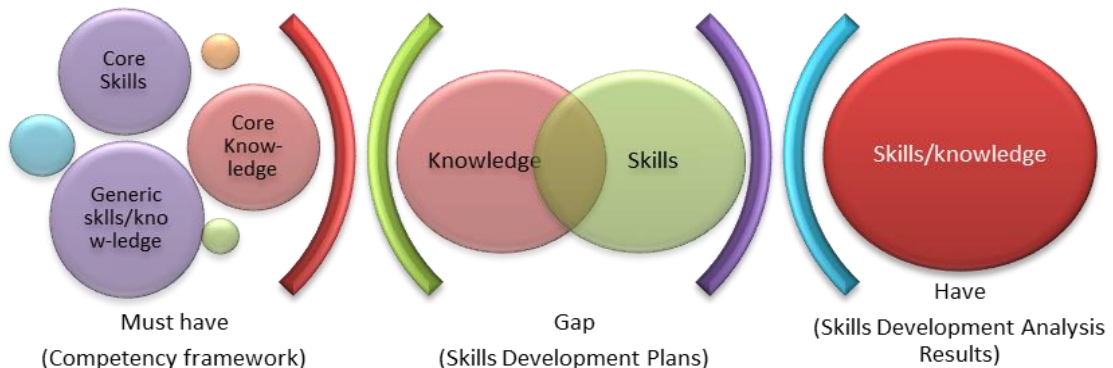 Core
Skills
Core
Know-
ledge
Generic
sklls/kno
w-ledge
Must have
(Competency framework)
Knowledge
Skills
Gap
(Skills Development Plans)
Skills/knowledge
Have
(Skills Development Analysis
Results)